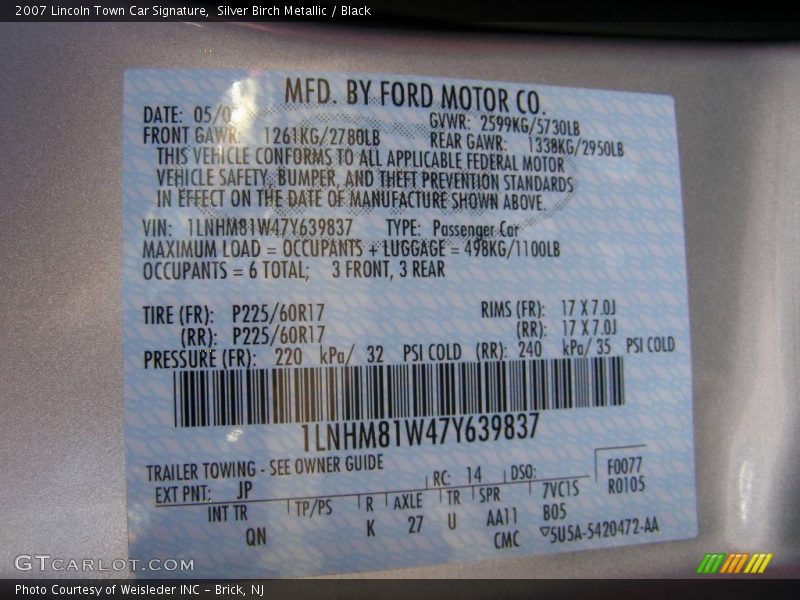 2007 Lincoln Town Car Signature,  Silver Birch Metallic / Black
MFD. BY FORD MOTOR CO.
DATE: 05/0
GVWR: 2599KG/5730LB
FRONT GAWR: 1261KG/2780LB
REAR GAWR: 1338KG/2950LB
THIS VEHICLE CONFORMS TO ALL APPLICABLE FEDERAL MOTOR
VEHICLE SAFETY, BUMPER, AND THEFT PREVENTION STANDARDS
IN EFFECT ON THE DATE OF MANUFACTURE SHOWN ABOVE.
VIN: 1LNHM81W47Y639837 TYPE: Passenger Car
MAXIMUM LOAD = OCCUPANTS + LUGGAGE = 498KG/1100LB
OCCUPANTS = 6 TOTAL; 3 FRONT, 3 REAR
TIRE (FR): P225/60R17 RIMS (FR): 17 X 7.0J
(RR): P225/60R17 (RR): 17 X 7.0J
PRESSURE (FR): 220 kPa/ 32 PSI COLD (RR): 240 kPa/ 35 PSI COLD
1LNHM81W47Y639837
TRAILER TOWING - SEE OWNER GUIDE
EXT PNT: JP RC: 14 DSO: F0077
R0105
INT TR TP/PS R AXLE TR SPR 7VC1S
QN K 27 U AA11 B05
CMC ▽5U5A-5420472-AA
GTCARLOT.COM
Photo Courtesy of Weisleder INC – Brick, NJ